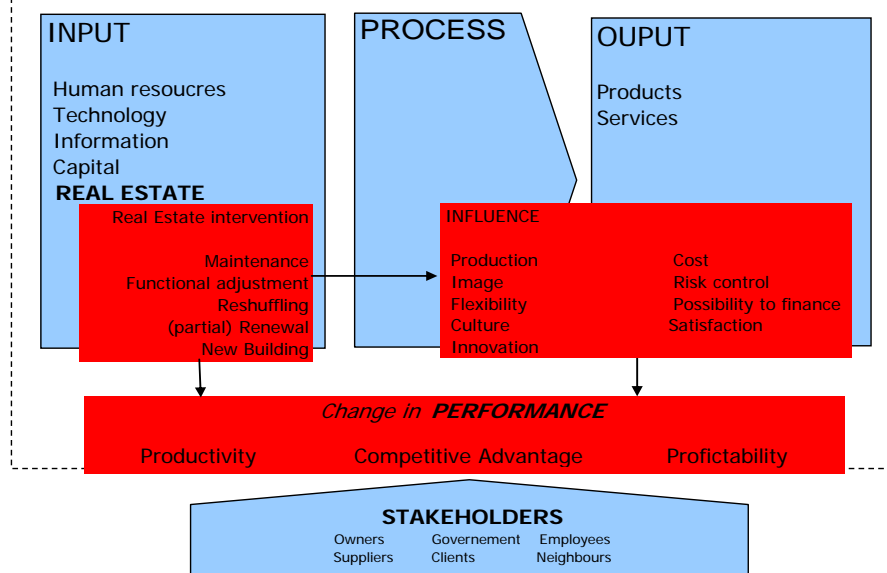 INPUT
Human resoucres
Technology
Information
Capital
REAL ESTATE
Real Estate intervention
Maintenance
Functional adjustment
Reshuffling
(partial) Renewal
New Building
PROCESS
OUPUT
Products
Services
INFLUENCE
Production Cost
Image Risk control
Flexibility Possibility to finance
Culture Satisfaction
Innovation
Change in PERFORMANCE
Productivity Competitive Advantage Profictability
STAKEHOLDERS
Owners Governement Employees
Suppliers Clients Neighbours